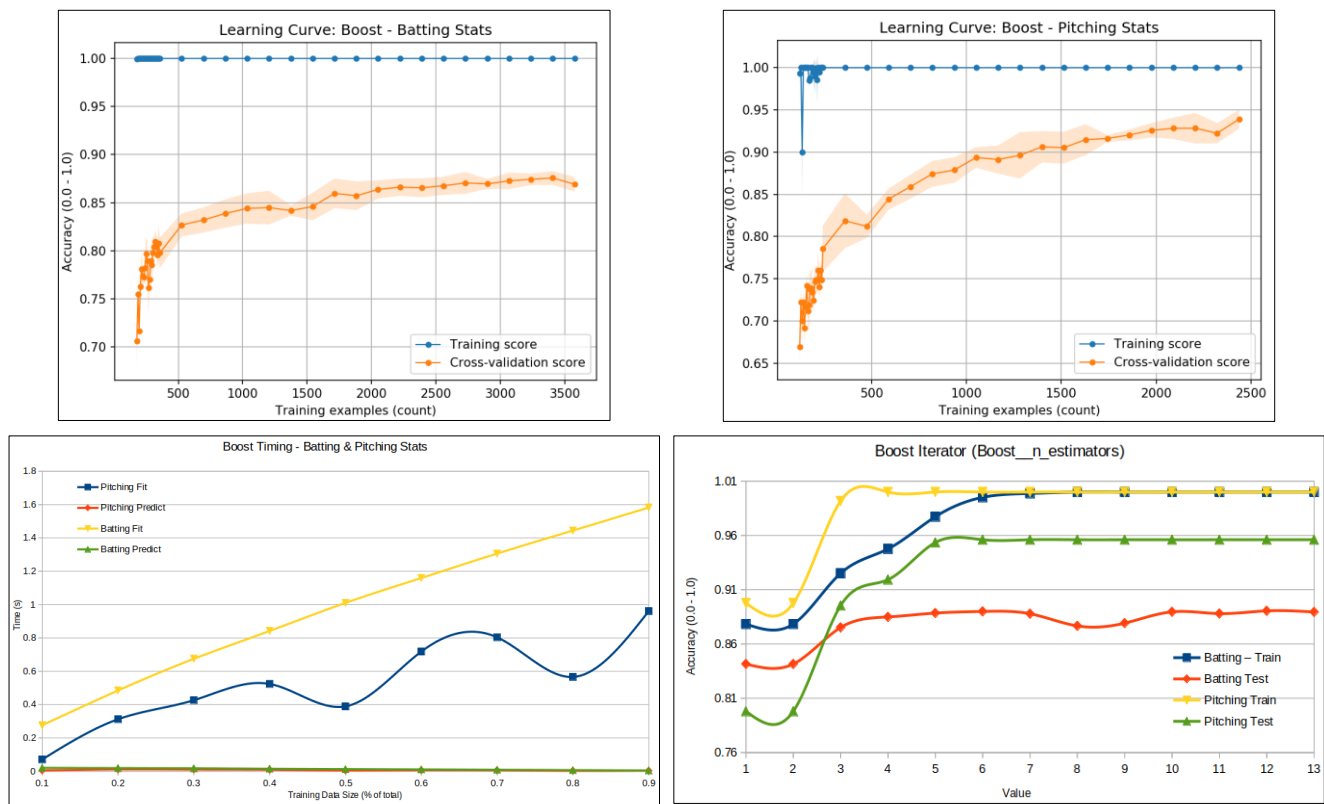 Learning Curve: Boost - Batting Stats
Accuracy (0.0 - 1.0)
1.00
0.95
0.90
0.85
0.80
0.75
0.70
Training score
Cross-validation score
500 1000 1500 2000 2500 3000 3500
Training examples (count)
Learning Curve: Boost - Pitching Stats
Accuracy (0.0 - 1.0)
1.00
0.95
0.90
0.85
0.80
0.75
0.70
0.65
Training score
Cross-validation score
500 1000 1500 2000 2500
Training examples (count)
Boost Timing - Batting & Pitching Stats
Time (s)
1.8
1.6
1.4
1.2
1
0.8
0.6
0.4
0.2
0
Pitching Fit
Pitching Predict
Batting Fit
Batting Predict
0.1 0.2 0.3 0.4 0.5 0.6 0.7 0.8 0.9
Training Data Size (% of total)
Boost Iterator (Boost__n_estimators)
Accuracy (0.0 - 1.0)
1.01
0.96
0.91
0.86
0.81
0.76
Batting – Train
Batting Test
Pitching Train
Pitching Test
1 2 3 4 5 6 7 8 9 10 11 12 13
Value